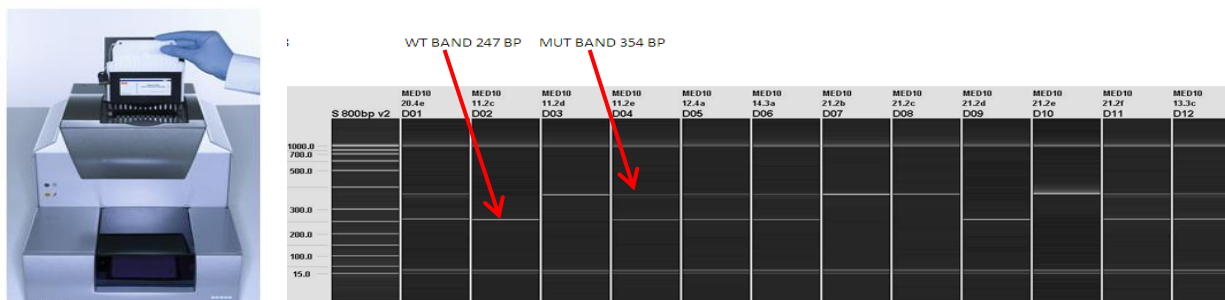 WT BAND 247 BP MUT BAND 354 BP
MED10 MED10 MED10 MED10 MED10 MED10 MED10 MED10 MED10 MED10 MED10 MED10
20.4e 11.2c 11.2d 11.2e 12.4a 14.3a 21.2b 21.2c 21.2d 21.2e 21.2f 13.3c
S 800bp v2 D01 D02 D03 D04 D05 D06 D07 D08 D09 D10 D11 D12
1000.0
700.0
500.0
300.0
200.0
100.0
15.0